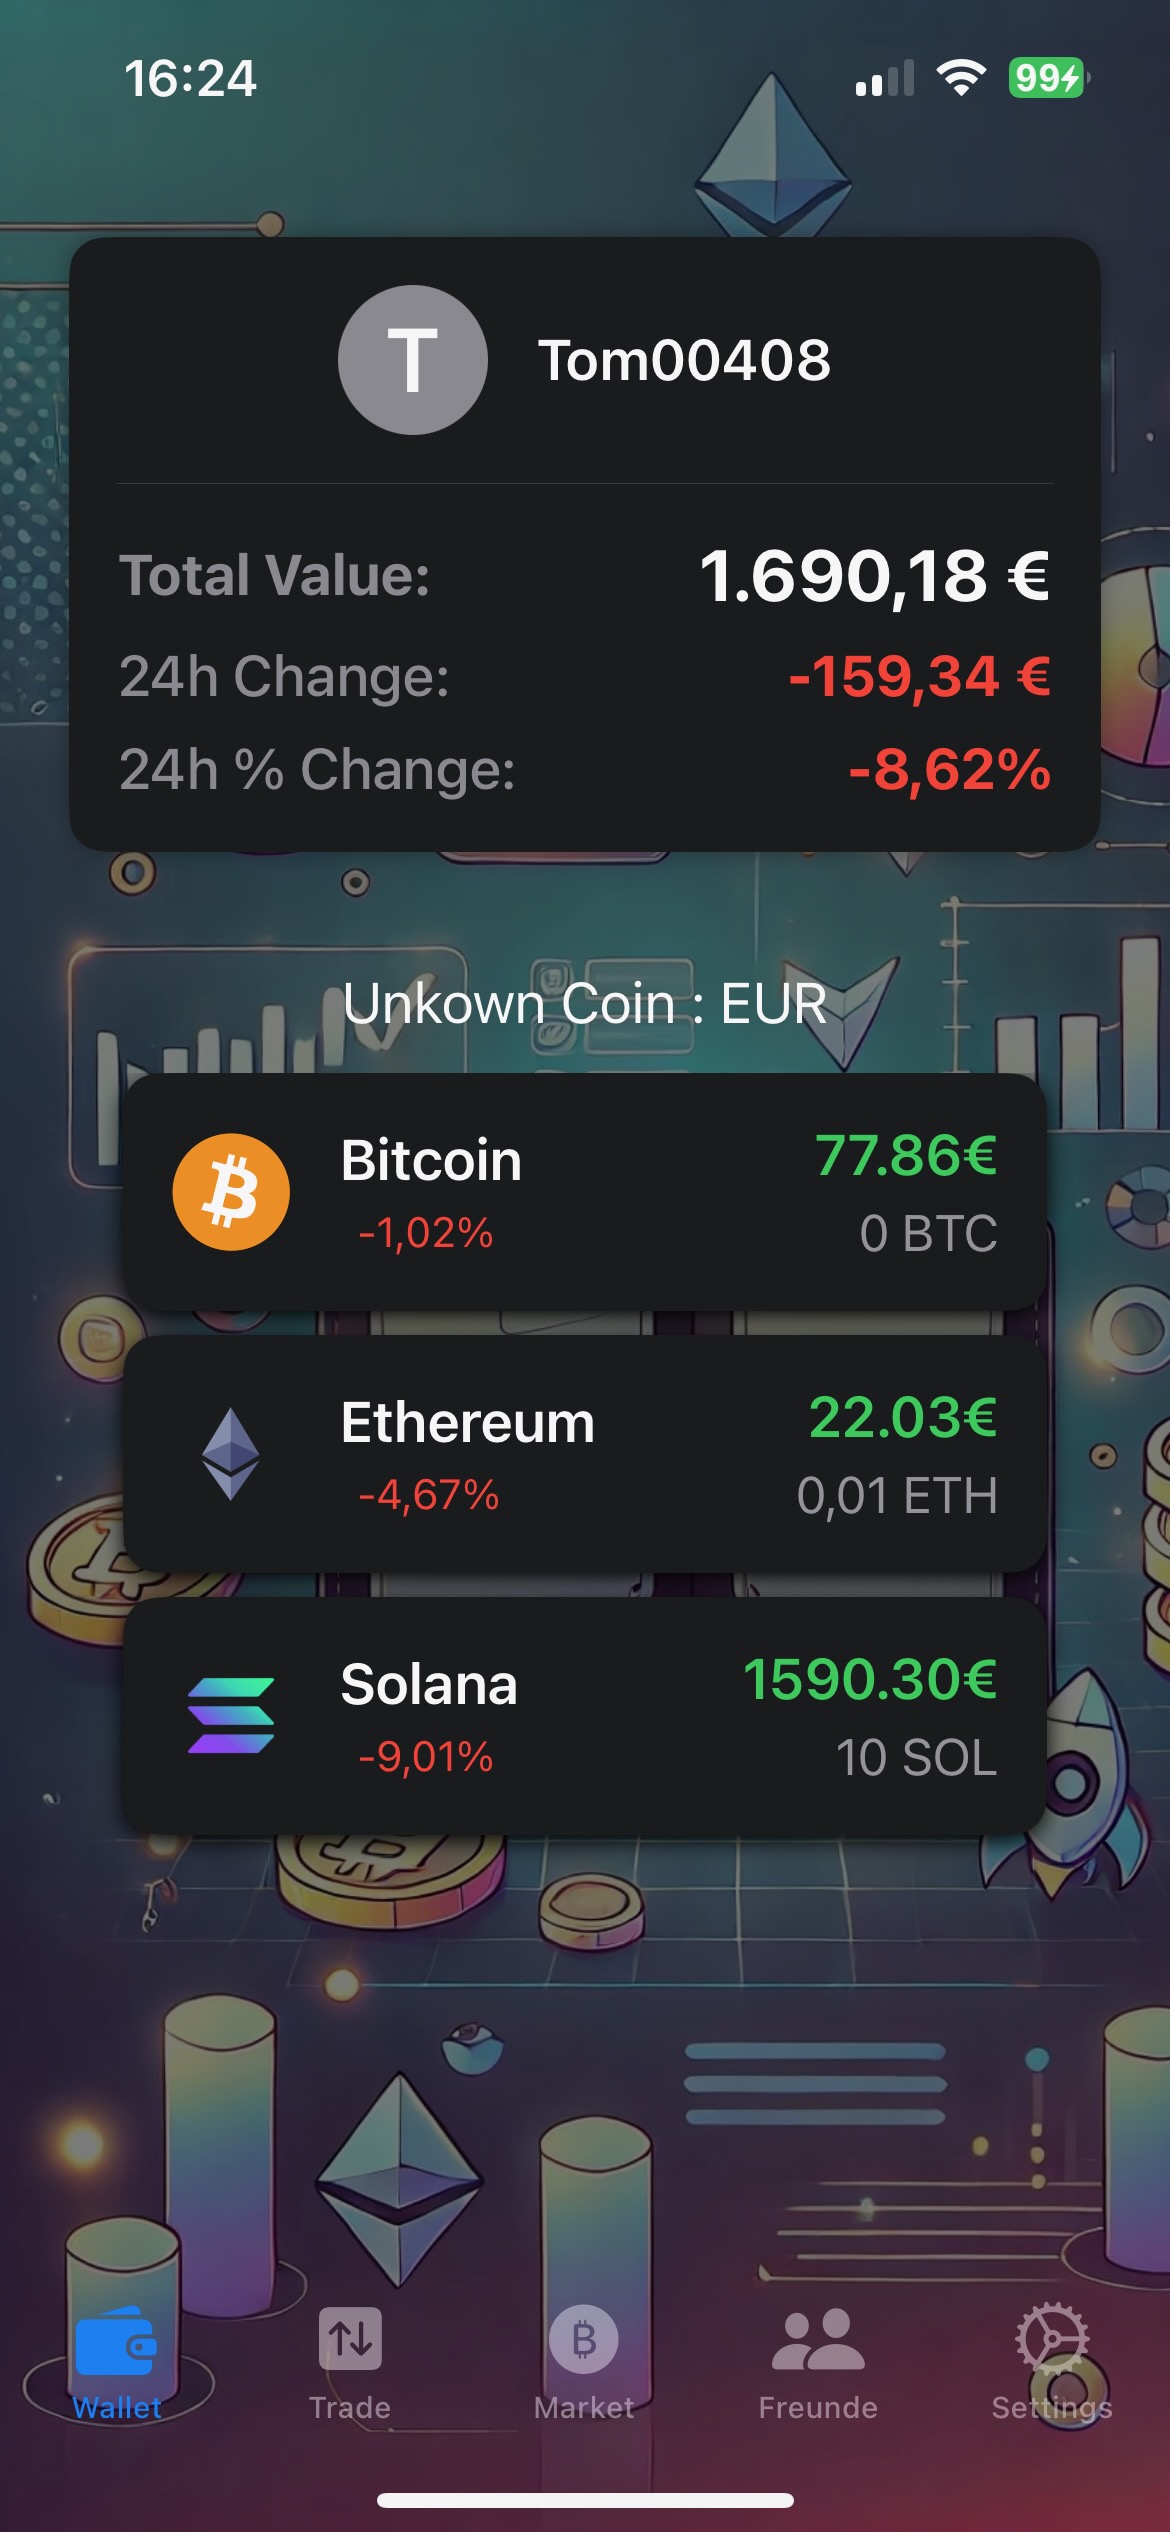 16:24
99
T
Tom00408
Total Value:
1.690,18 €
24h Change:
-159,34 €
24h % Change:
-8,62%
Unkown Coin : EUR
Bitcoin
77.86€
-1,02%
0 BTC
Ethereum
22.03€
-4,67%
0,01 ETH
Solana
1590.30€
-9,01%
10 SOL
Wallet
Trade
Market
Freunde
Settings